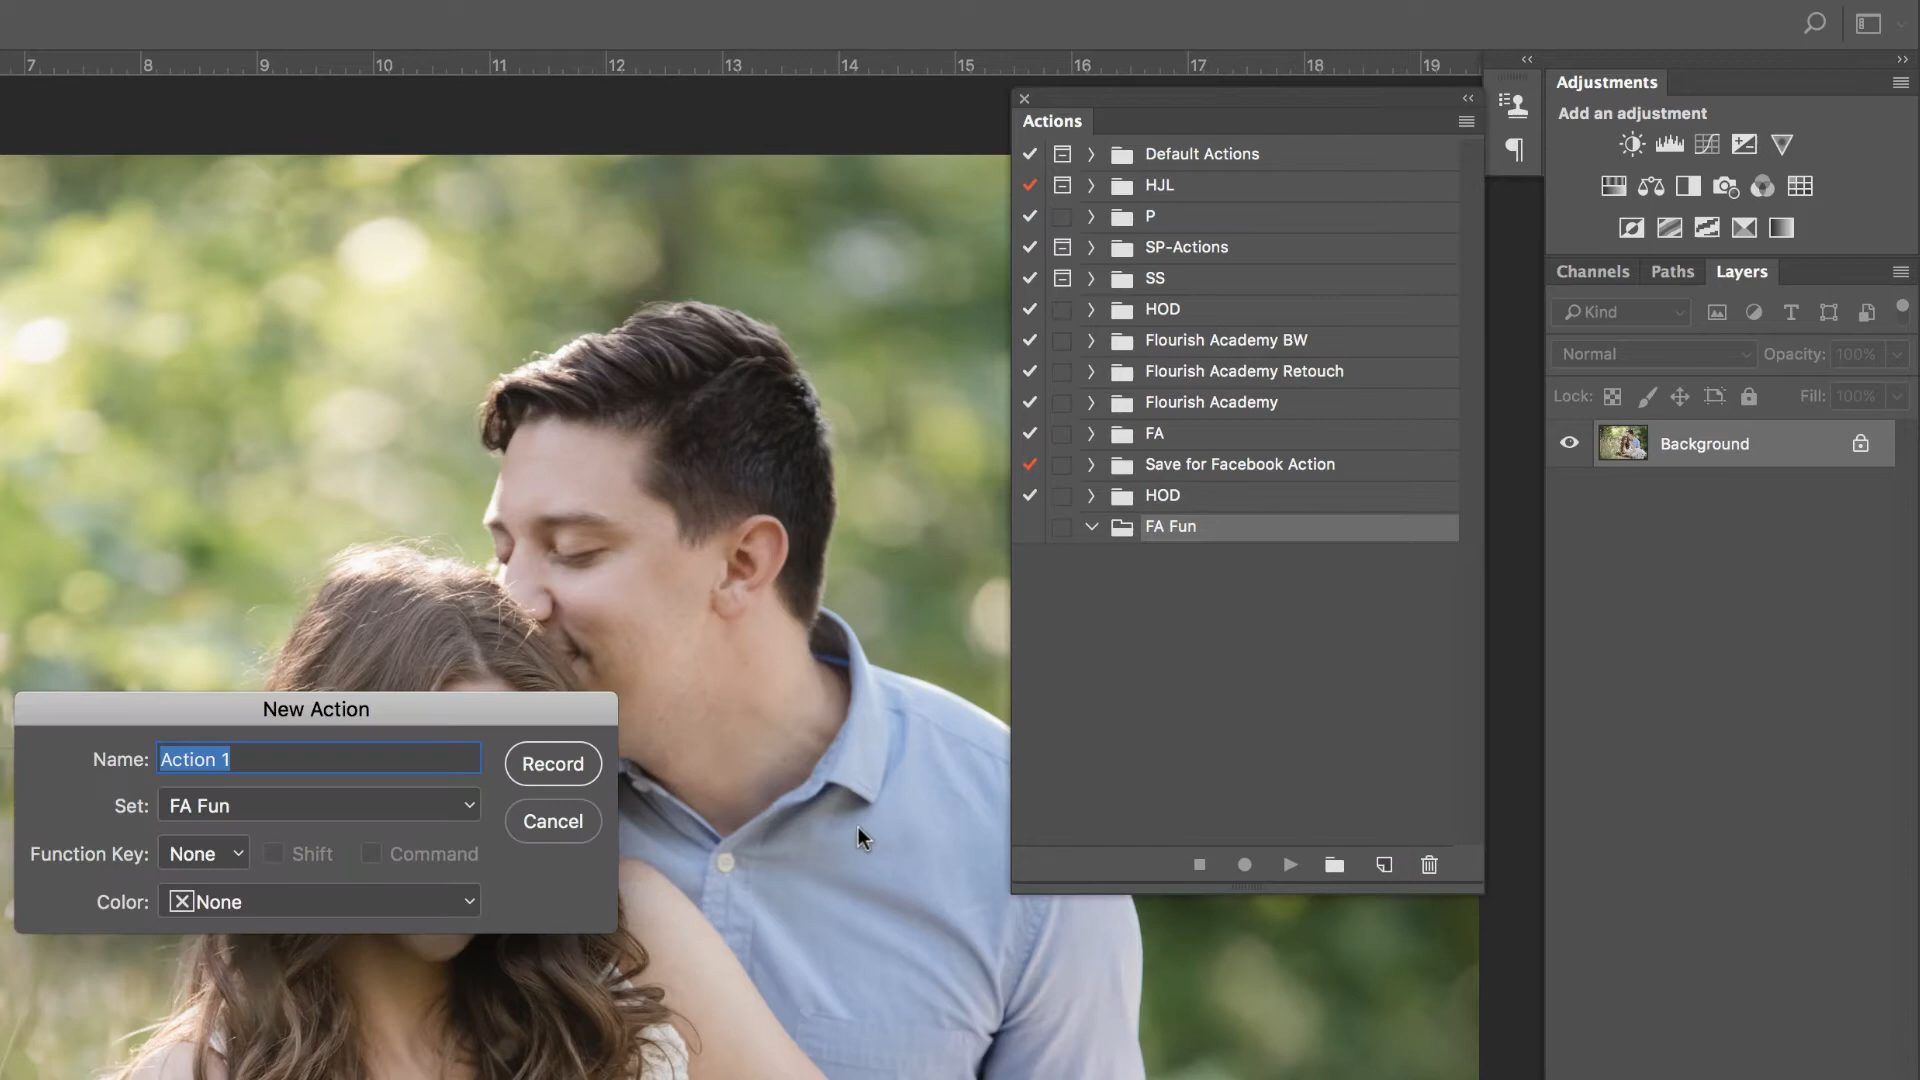 7 8 9 10 11 12 13 14 15 16 17 18 19
Actions
Default Actions
HJL
P
SP-Actions
SS
HOD
Flourish Academy BW
Flourish Academy Retouch
Flourish Academy
FA
Save for Facebook Action
HOD
FA Fun
Adjustments
Add an adjustment
Channels Paths Layers
Kind
Normal Opacity: 100%
Lock: Fill: 100%
Background
New Action
Name: Action 1
Record
Set: FA Fun
Cancel
Function Key: None Shift Command
Color: None